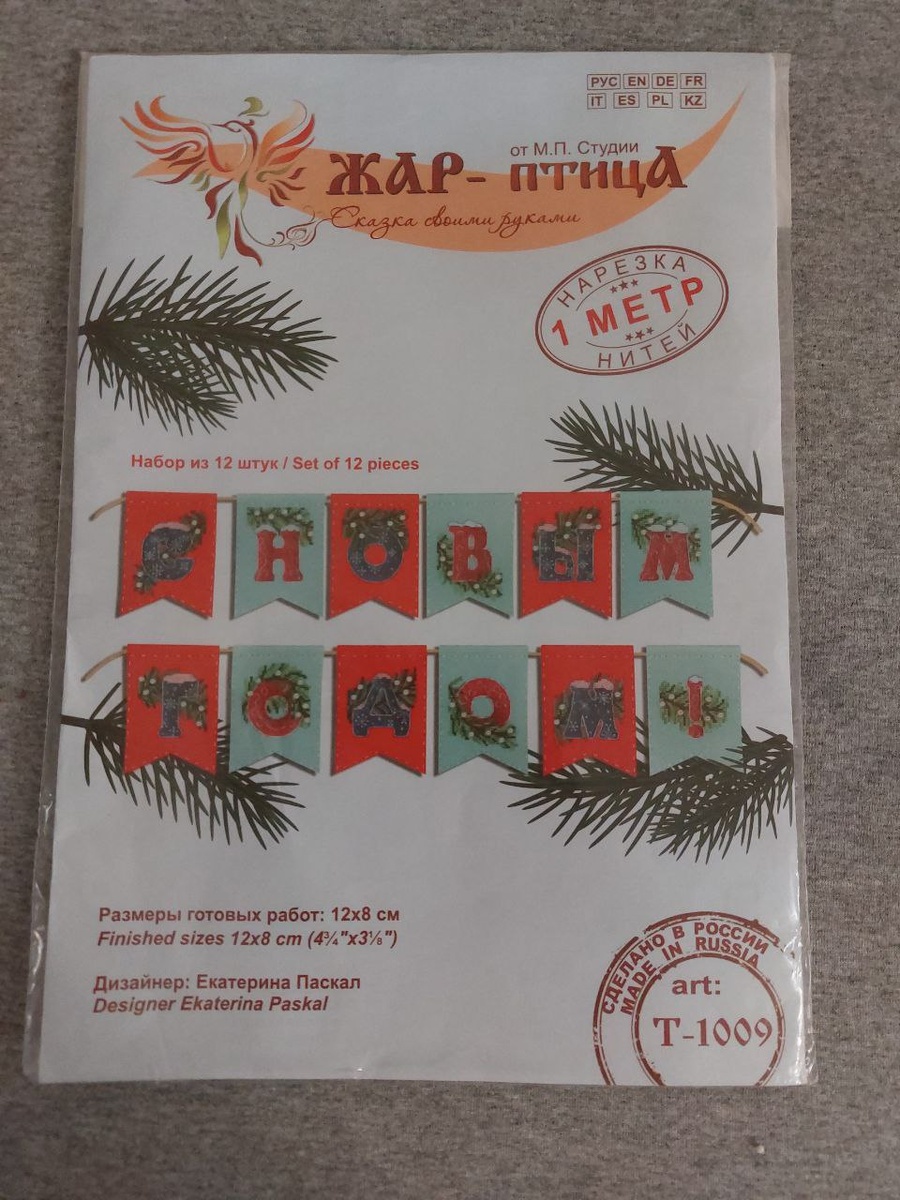 РУС EN DE FR
IT ES PL KZ
от М.П. Студии
ЖАР-ПТИЦА
Сказка своими руками
НАРЕЗКА
1 МЕТР
НИТЕЙ
Набор из 12 штук / Set of 12 pieces
С НОВЫМ
ГОДОМ!
Размеры готовых работ: 12x8 см
Finished sizes 12x8 cm (4¾"x3⅛")
Дизайнер: Екатерина Паскал
Designer Ekaterina Paskal
СДЕЛАНО В РОССИИ
MADE IN RUSSIA
art:
T-1009